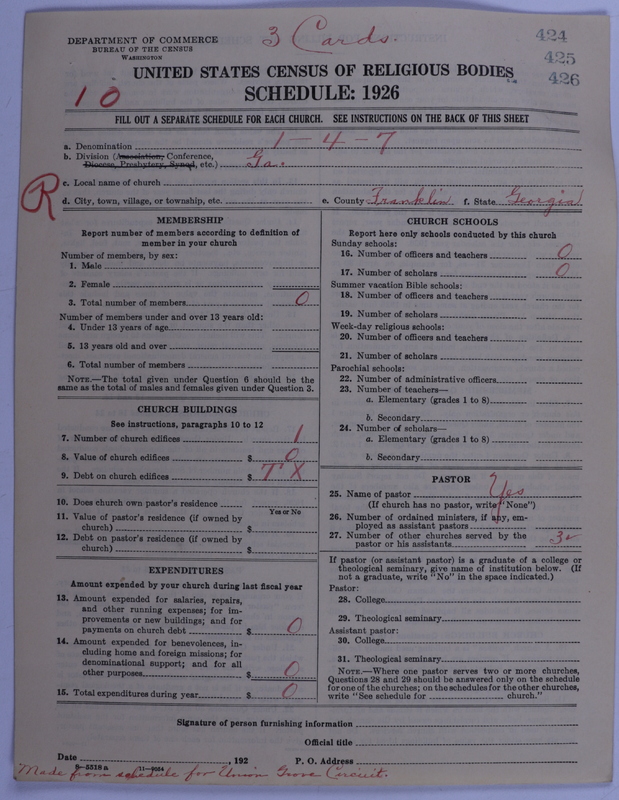 DEPARTMENT OF COMMERCE
BUREAU OF THE CENSUS
WASHINGTON
3 Cards.
424
425
426
UNITED STATES CENSUS OF RELIGIOUS BODIES
10
SCHEDULE: 1926
FILL OUT A SEPARATE SCHEDULE FOR EACH CHURCH. SEE INSTRUCTIONS ON THE BACK OF THIS SHEET
a. Denomination 1-4-7
b. Division (Association, Conference,
Diocese, Presbytery, Synod, etc.) Ga.
R
c. Local name of church
d. City, town, village, or township, etc. e. County Franklin f. State Georgia
MEMBERSHIP
Report number of members according to definition of
member in your church
Number of members, by sex:
1. Male
2. Female
3. Total number of members 0
Number of members under and over 13 years old:
4. Under 13 years of age
5. 13 years old and over
6. Total number of members
NOTE.—The total given under Question 6 should be the
same as the total of males and females given under Question 3.
CHURCH BUILDINGS
See instructions, paragraphs 10 to 12
7. Number of church edifices 1
8. Value of church edifices $ 0
9. Debt on church edifices $ T X
10. Does church own pastor's residence
Yes or No
11. Value of pastor's residence (if owned by
church) $
12. Debt on pastor's residence (if owned by
church) $
EXPENDITURES
Amount expended by your church during last fiscal year
13. Amount expended for salaries, repairs,
and other running expenses; for im-
provements or new buildings; and for
payments on church debt $ 0
14. Amount expended for benevolences, in-
cluding home and foreign missions; for
denominational support; and for all
other purposes $ 0
15. Total expenditures during year $ 0
CHURCH SCHOOLS
Report here only schools conducted by this church
Sunday schools:
16. Number of officers and teachers 0
17. Number of scholars 0
Summer vacation Bible schools:
18. Number of officers and teachers
19. Number of scholars
Week-day religious schools:
20. Number of officers and teachers
21. Number of scholars
Parochial schools:
22. Number of administrative officers
23. Number of teachers—
a. Elementary (grades 1 to 8)
b. Secondary
24. Number of scholars—
a. Elementary (grades 1 to 8)
b. Secondary
PASTOR
25. Name of pastor Yes
(If church has no pastor, write "None")
26. Number of ordained ministers, if any, em-
ployed as assistant pastors
27. Number of other churches served by the
pastor or his assistants 3
If pastor (or assistant pastor) is a graduate of a college or
theological seminary, give name of institution below. (If
not a graduate, write "No" in the space indicated.)
Pastor:
28. College
29. Theological seminary
Assistant pastor:
30. College
31. Theological seminary
NOTE.—Where one pastor serves two or more churches,
Questions 28 and 29 should be answered only on the schedule
for one of the churches; on the schedules for the other churches,
write "See schedule for church."
Signature of person furnishing information
Official title
Date , 192 P. O. Address
8-5518a 11-9024
Made from schedule for Union Grove Circuit.